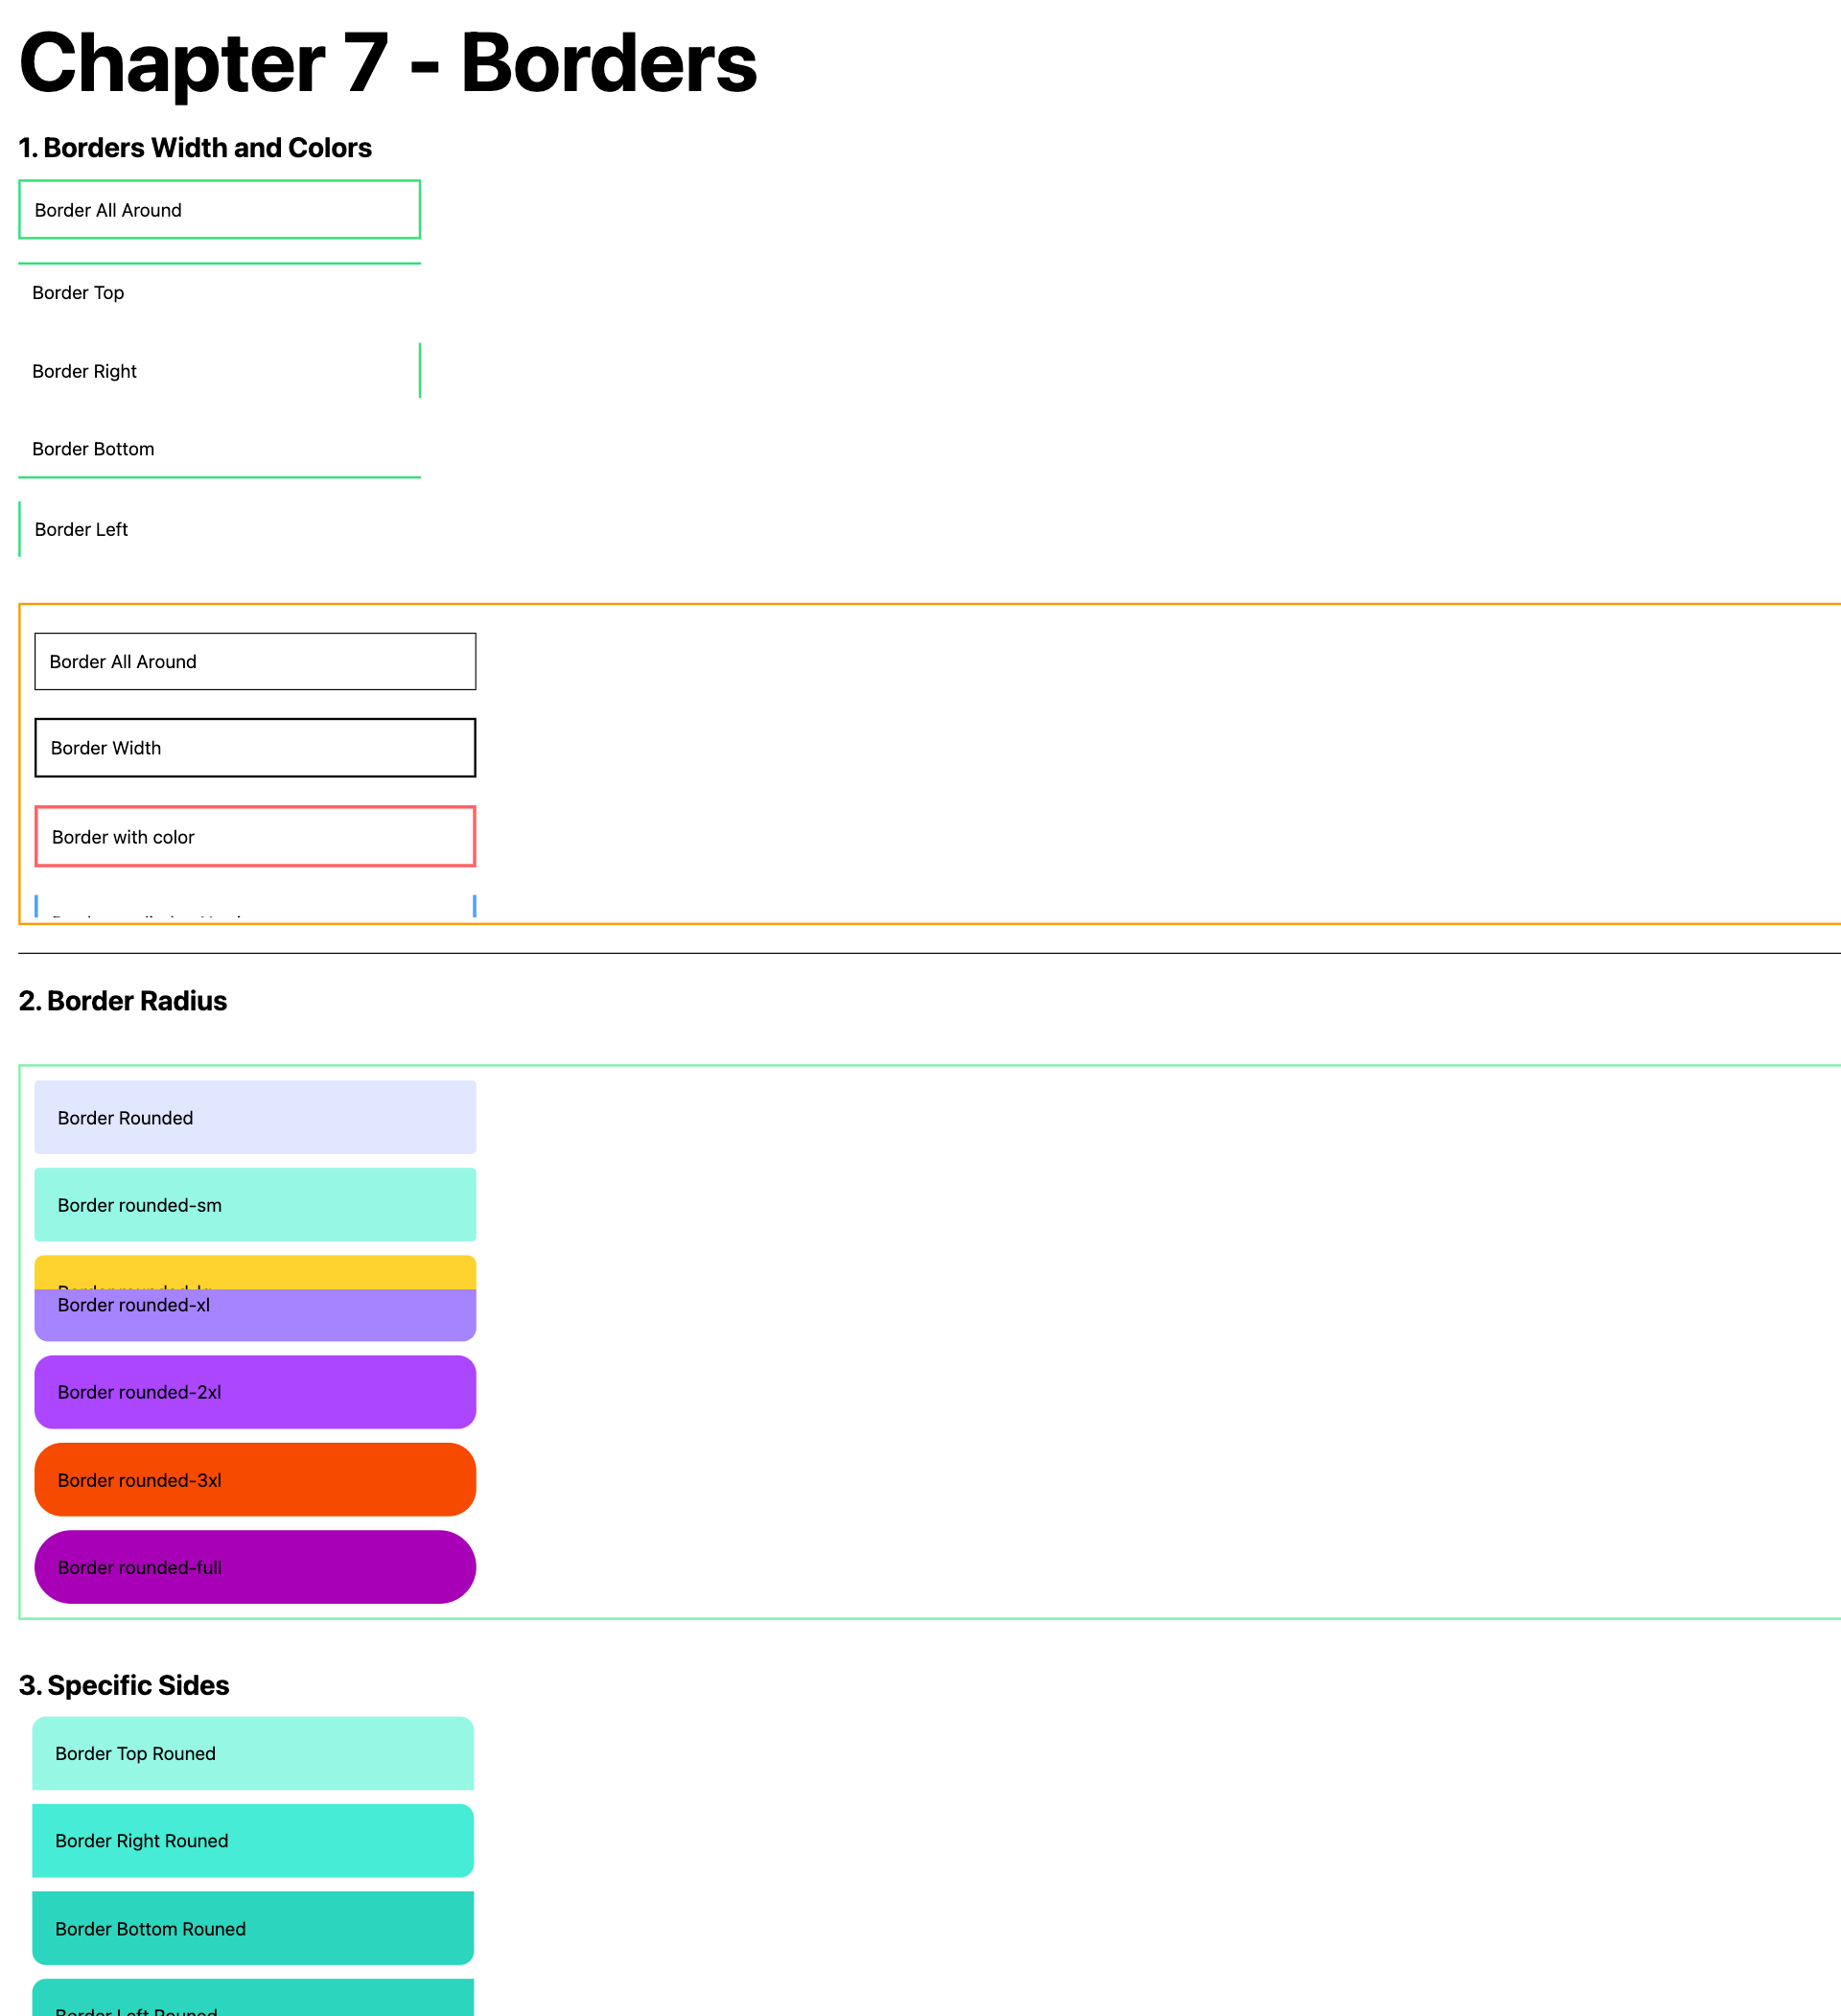 Chapter 7 - Borders
1. Borders Width and Colors
Border All Around
Border Top
Border Right
Border Bottom
Border Left
Border All Around
Border Width
Border with color
2. Border Radius
Border Rounded
Border rounded-sm
Border rounded-xl
Border rounded-2xl
Border rounded-3xl
Border rounded-full
3. Specific Sides
Border Top Rouned
Border Right Rouned
Border Bottom Rouned
Border Left Rouned